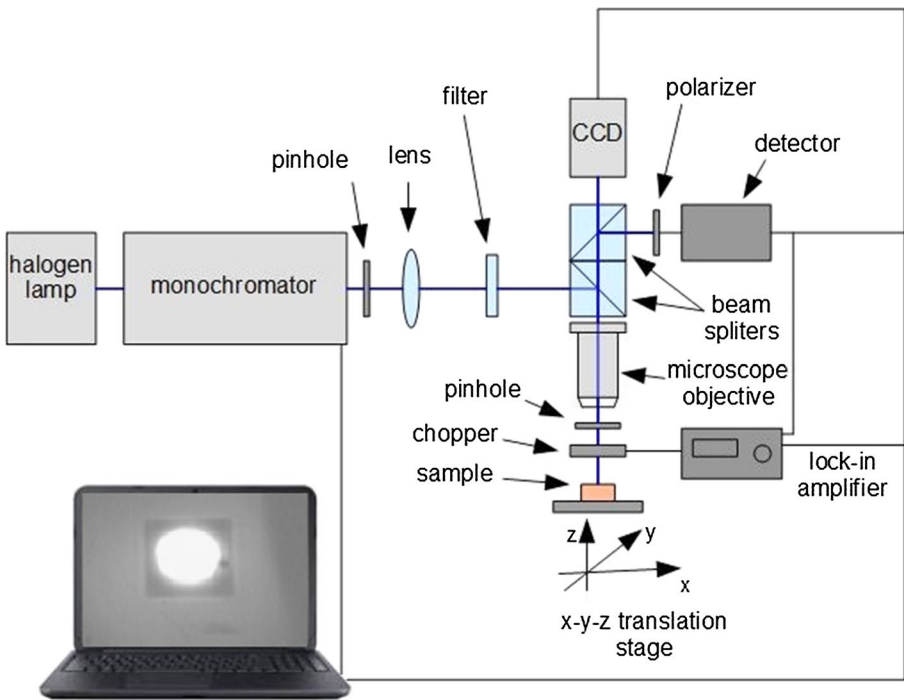 CCD
polarizer
filter
detector
pinhole
lens
halogen
lamp
monochromator
beam
spliters
microscope
objective
pinhole
chopper
sample
lock-in
amplifier
z
y
x
x-y-z translation
stage